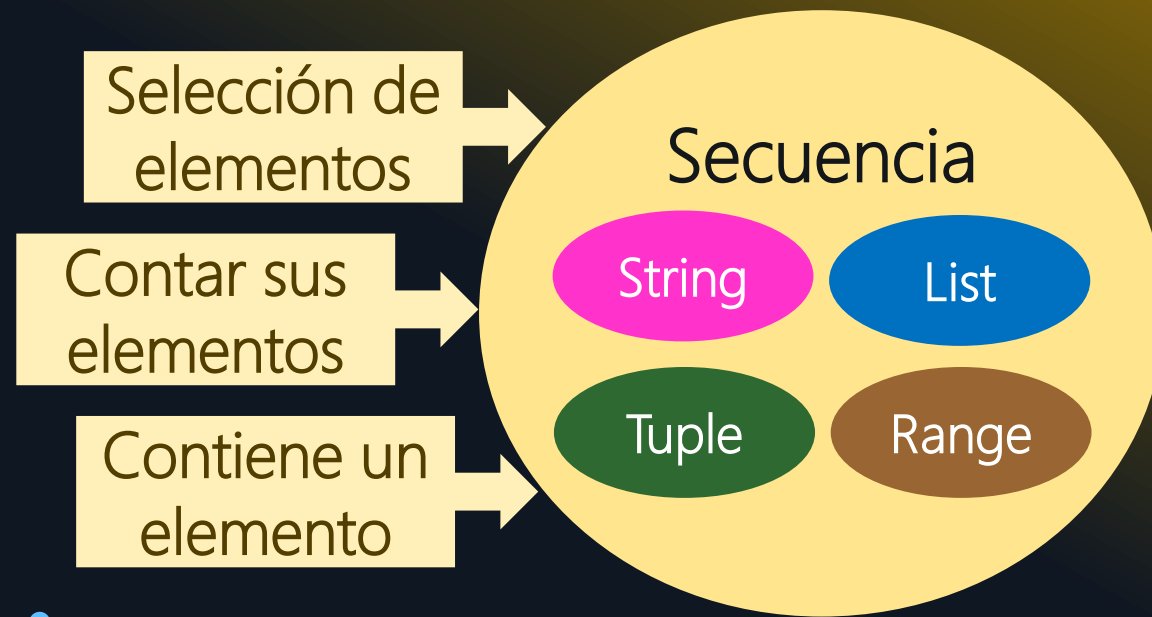 Selección de
elementos
Contar sus
elementos
Contiene un
elemento
Secuencia
String
List
Tuple
Range